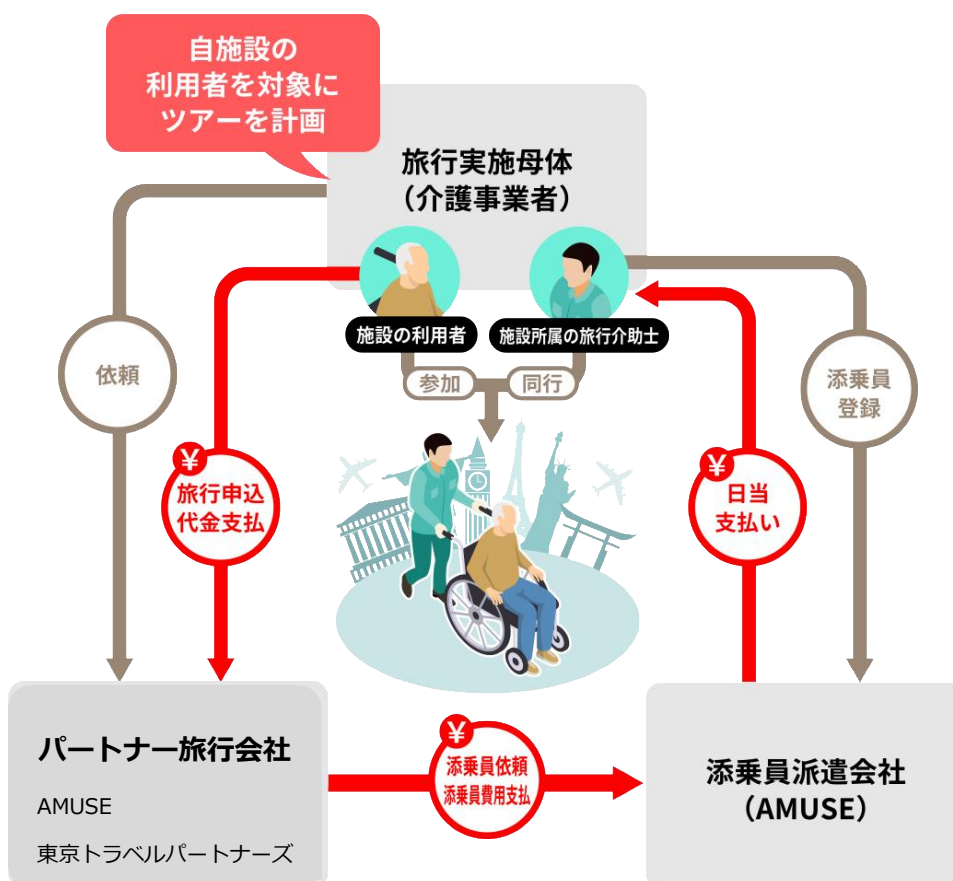 自施設の
利用者を対象に
ツアーを計画
旅行実施母体
（介護事業者）
施設の利用者
施設所属の旅行介助士
参加
同行
依頼
添乗員
登録
¥
旅行申込
代金支払
¥
日当
支払い
パートナー旅行会社
AMUSE
東京トラベルパートナーズ
¥
添乗員依頼
添乗員費用支払
添乗員派遣会社
（AMUSE）